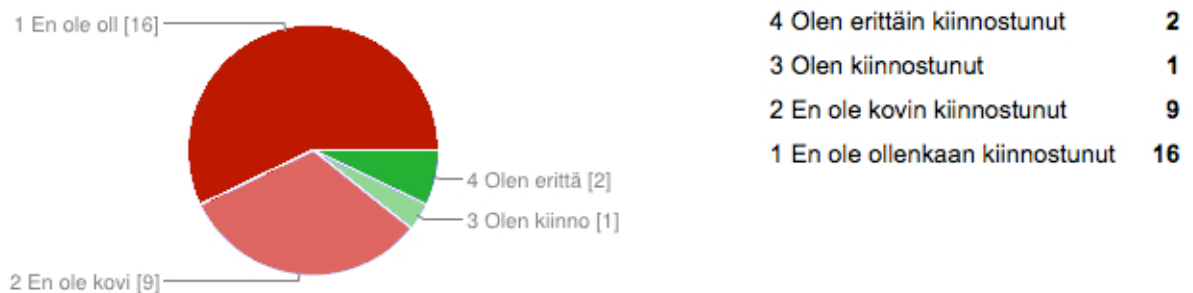 1 En ole oll [16]
4 Olen erittä [2]
3 Olen kiinno [1]
2 En ole kovi [9]
4 Olen erittäin kiinnostunut 2
3 Olen kiinnostunut 1
2 En ole kovin kiinnostunut 9
1 En ole ollenkaan kiinnostunut 16